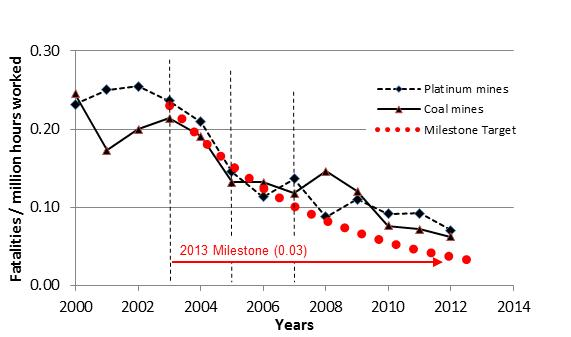 0.30
0.20
0.10
0.00
Fatalities / million hours worked
Platinum mines
Coal mines
Milestone Target
2013 Milestone (0.03)
2000 2002 2004 2006 2008 2010 2012 2014
Years